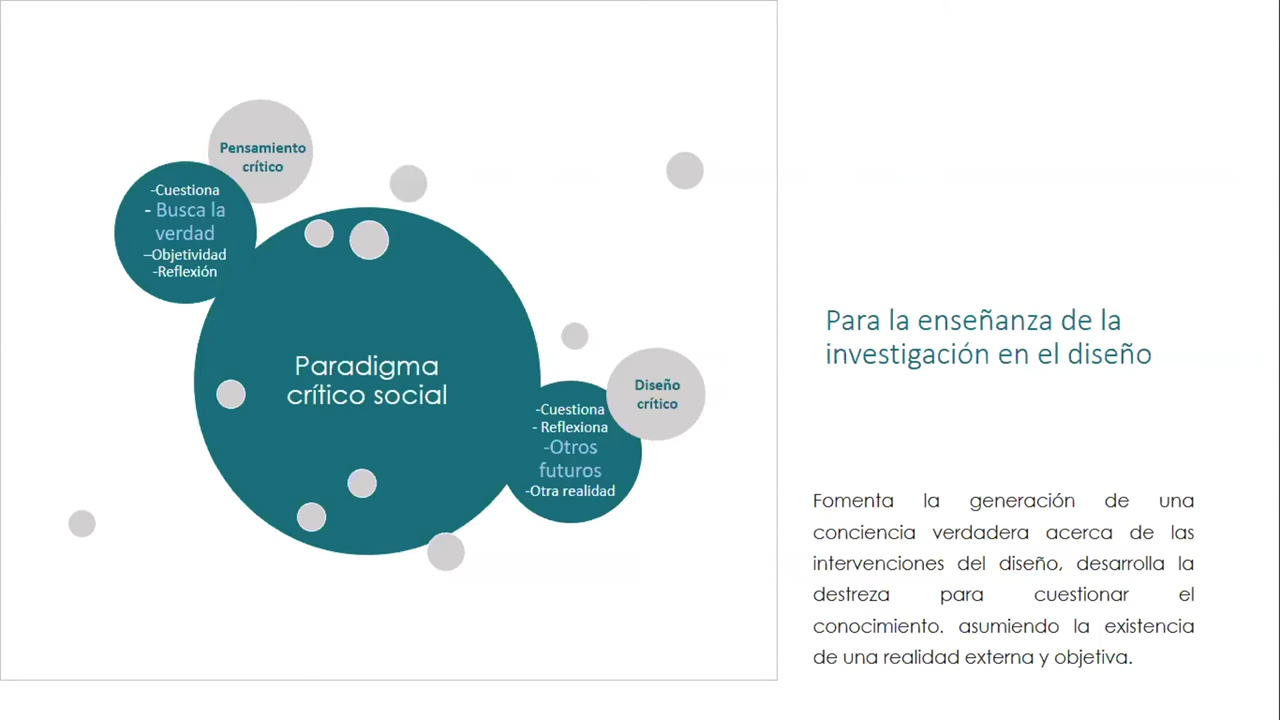 Pensamiento
crítico
-Cuestiona
- Busca la
verdad
–Objetividad
-Reflexión
Paradigma
crítico social
Diseño
crítico
-Cuestiona
- Reflexiona
-Otros
futuros
-Otra realidad
Para la enseñanza de la
investigación en el diseño
Fomenta la generación de una
conciencia verdadera acerca de las
intervenciones del diseño, desarrolla la
destreza para cuestionar el
conocimiento. asumiendo la existencia
de una realidad externa y objetiva.